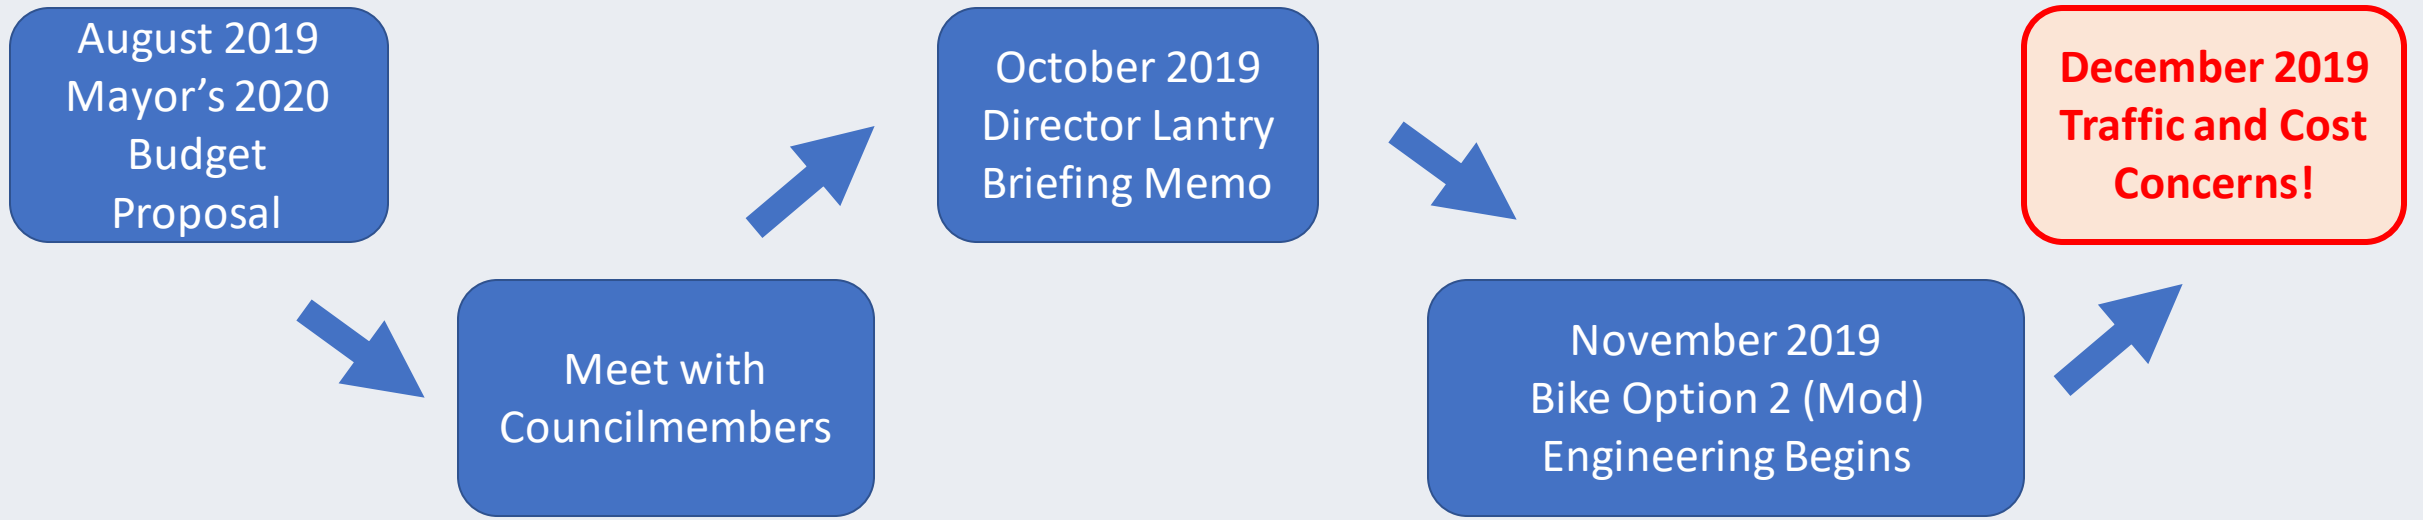 August 2019
Mayor’s 2020
Budget
Proposal
Meet with
Councilmembers
October 2019
Director Lantry
Briefing Memo
November 2019
Bike Option 2 (Mod)
Engineering Begins
December 2019
Traffic and Cost
Concerns!